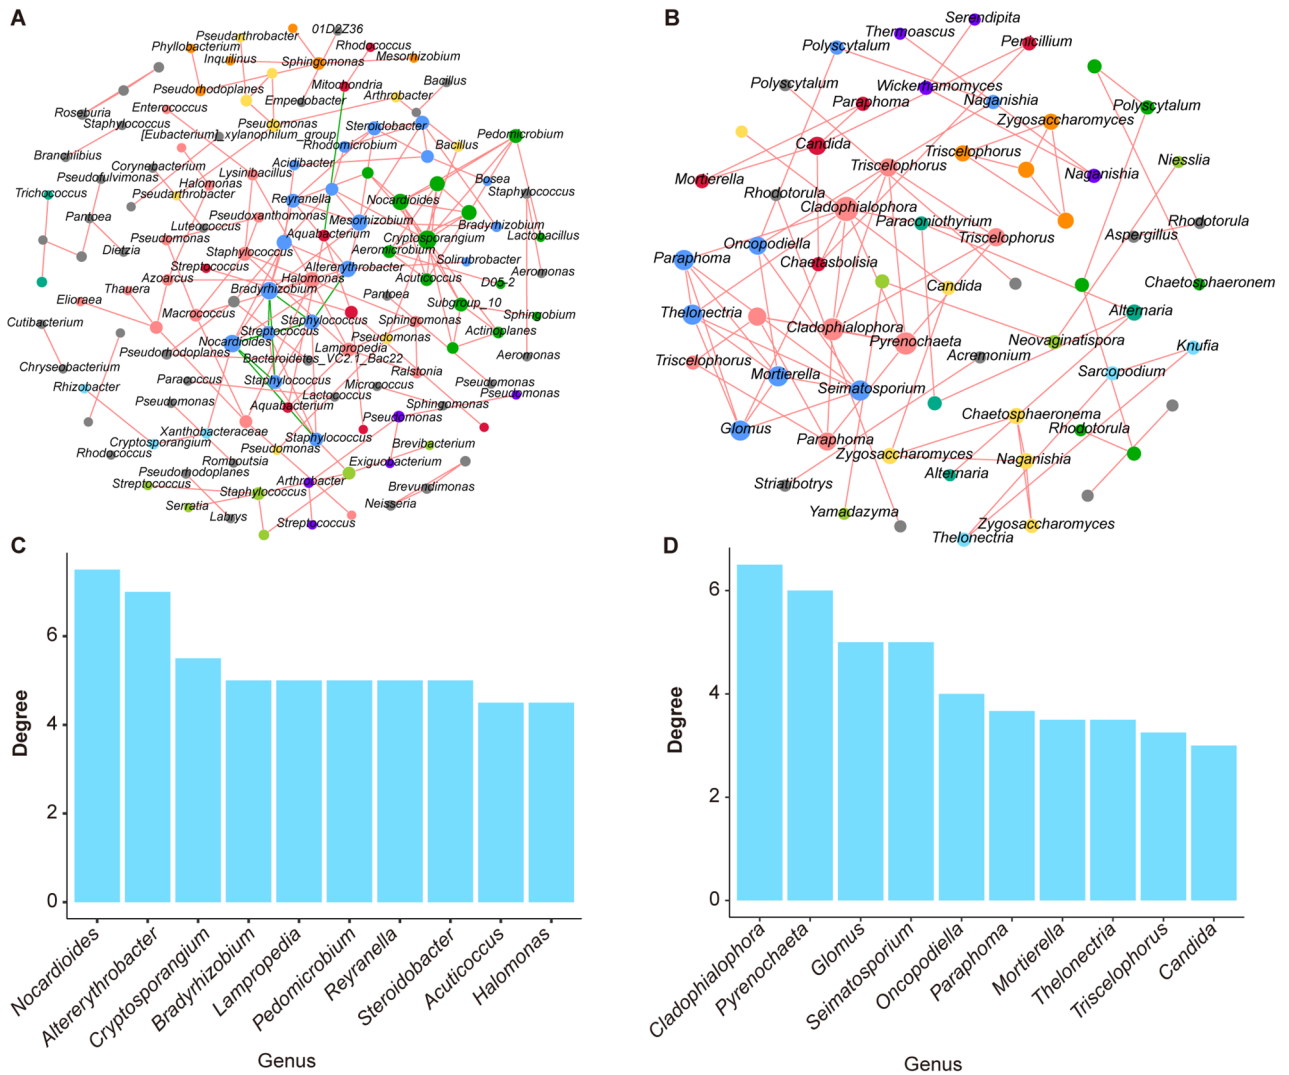 A
01D2Z36
Pseudarthrobacter
Phyllobacterium
Rhodococcus
Inquilinus
Sphingomonas
Mesorhizobium
Pseudorhodoplanes
Mitochondria
Bacillus
Enterococcus
Empedobacter
Arthrobacter
Roseburia
Staphylococcus
Pseudomonas
Steroidobacter
[Eubacterium]_xylanophilum_group
Pedomicrobium
Rhodomicrobium
Bacillus
Branchiibius
Corynebacterium
Acidibacter
Pseudofulvimonas
Lysinibacillus
Bosea
Trichococcus
Halomonas
Pseudarthrobacter
Staphylococcus
Reyranella
Nocardioides
Pantoea
Pseudoxanthomonas
Mesorhizobium
Luteococcus
Bradyrhizobium
Aquabacterium
Pseudomonas
Cryptosporangium
Lactobacillus
Dietzia
Staphylococcus
Aeromicrobium
Streptococcus
Altererythrobacter
Solirubrobacter
Azoarcus
Halomonas
Acuticoccus
Aeromonas
Thauera
Bradyrhizobium
D05-2
Elioraea
Pantoea
Subgroup_10
Macrococcus
Cutibacterium
Staphylococcus
Sphingomonas
Sphingobium
Streptococcus
Actinoplanes
Nocardioides
Pseudomonas
Pseudorhodoplanes
Lampropedia
Bacteroidetes_VC2.1_Bac22
Aeromonas
Chryseobacterium
Ralstonia
Rhizobacter
Paracoccus
Staphylococcus
Micrococcus
Pseudomonas
Lactococcus
Pseudomonas
Pseudomonas
Aquabacterium
Sphingomonas
Pseudomonas
Xanthobacteraceae
Cryptosporangium
Staphylococcus
Brevibacterium
Rhodococcus
Pseudomonas
Romboutsia
Exiguobacterium
Pseudorhodoplanes
Streptococcus
Arthrobacter
Staphylococcus
Brevundimonas
Serratia
Neisseria
Labrys
Streptococcus
B
Serendipita
Thermoascus
Polyscytalum
Penicillium
Polyscytalum
Wickerhamomyces
Paraphoma
Naganishia
Polyscytalum
Zygosaccharomyces
Candida
Triscelophorus
Triscelophorus
Niesslia
Mortierella
Naganishia
Rhodotorula
Cladophialophora
Paraconiothyrium
Rhodotorula
Oncopodiella
Triscelophorus
Aspergillus
Paraphoma
Chaetasbolisia
Candida
Chaetosphaeronem
Thelonectria
Alternaria
Cladophialophora
Pyrenochaeta
Neovaginatispora
Knufia
Triscelophorus
Acremonium
Mortierella
Sarcopodium
Seimatosporium
Chaetosphaeronema
Glomus
Rhodotorula
Paraphoma
Zygosaccharomyces
Naganishia
Striatibotrys
Alternaria
Yamadazyma
Zygosaccharomyces
Thelonectria
C
Degree
6
4
2
0
Nocardioides
Altererythrobacter
Cryptosporangium
Bradyrhizobium
Lampropedia
Pedomicrobium
Reyranella
Steroidobacter
Acuticoccus
Halomonas
Genus
D
Degree
6
4
2
0
Cladophialophora
Pyrenochaeta
Glomus
Seimatosporium
Oncopodiella
Paraphoma
Mortierella
Thelonectria
Triscelophorus
Candida
Genus